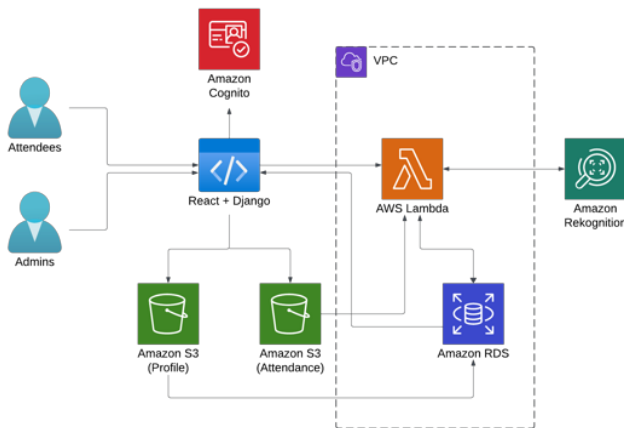 Amazon
Cognito
VPC
Attendees
React + Django
AWS Lambda
Amazon
Rekognition
Admins
Amazon S3
(Profile)
Amazon S3
(Attendance)
Amazon RDS